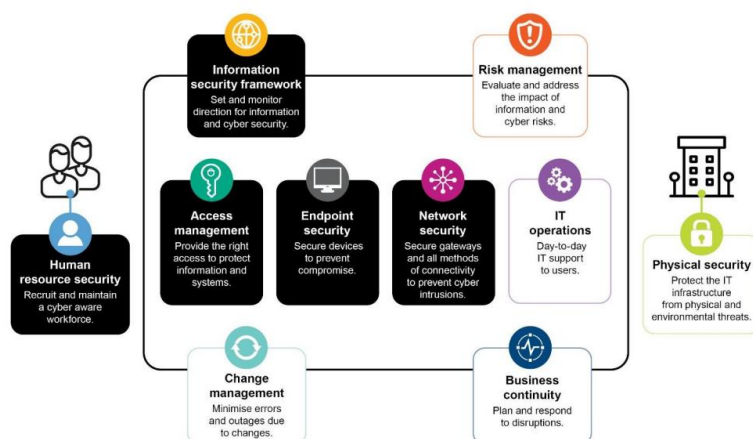 Information
security framework
Set and monitor
direction for information
and cyber security.
Risk management
Evaluate and address
the impact of
information and
cyber risks.
Human
resource security
Recruit and maintain
a cyber aware
workforce.
Access
management
Provide the right
access to protect
information and
systems.
Endpoint
security
Secure devices
to prevent
compromise.
Network
security
Secure gateways
and all methods
of connectivity
to prevent cyber
intrusions.
IT
operations
Day-to-day
IT support
to users.
Physical security
Protect the IT
infrastructure
from physical and
environmental threats.
Change
management
Minimise errors
and outages due
to changes.
Business
continuity
Plan and respond
to disruptions.